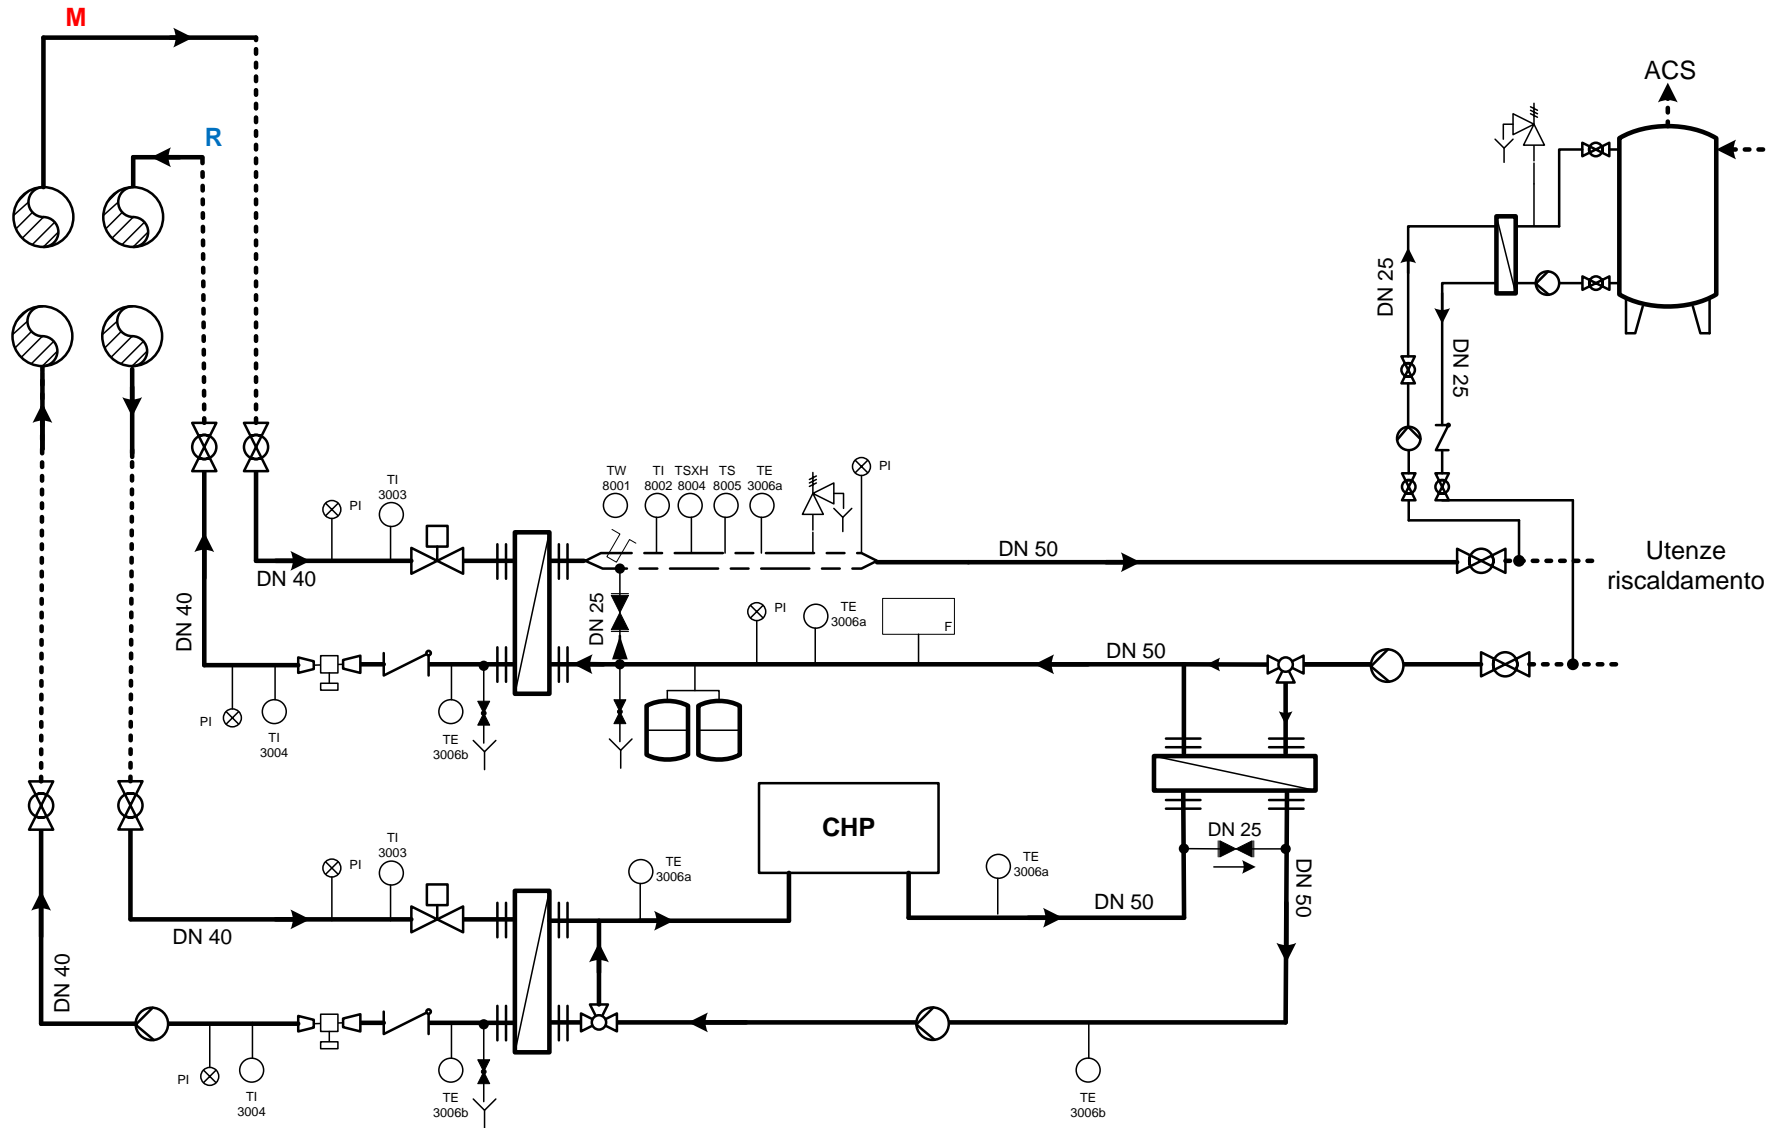 M
ACS
R
DN 25
DN 25
TW
8001
TI
8002
TSXH
8004
TS
8005
TE
3006a
PI
TI
3003
PI
DN 50
Utenze
riscaldamento
DN 40
DN 40
DN 25
PI
TE
3006a
F
DN 50
PI
TI
3004
TE
3006b
CHP
DN 25
TI
3003
PI
TE
3006a
TE
3006a
DN 50
DN 50
DN 40
DN 40
PI
TI
3004
TE
3006b
TE
3006b